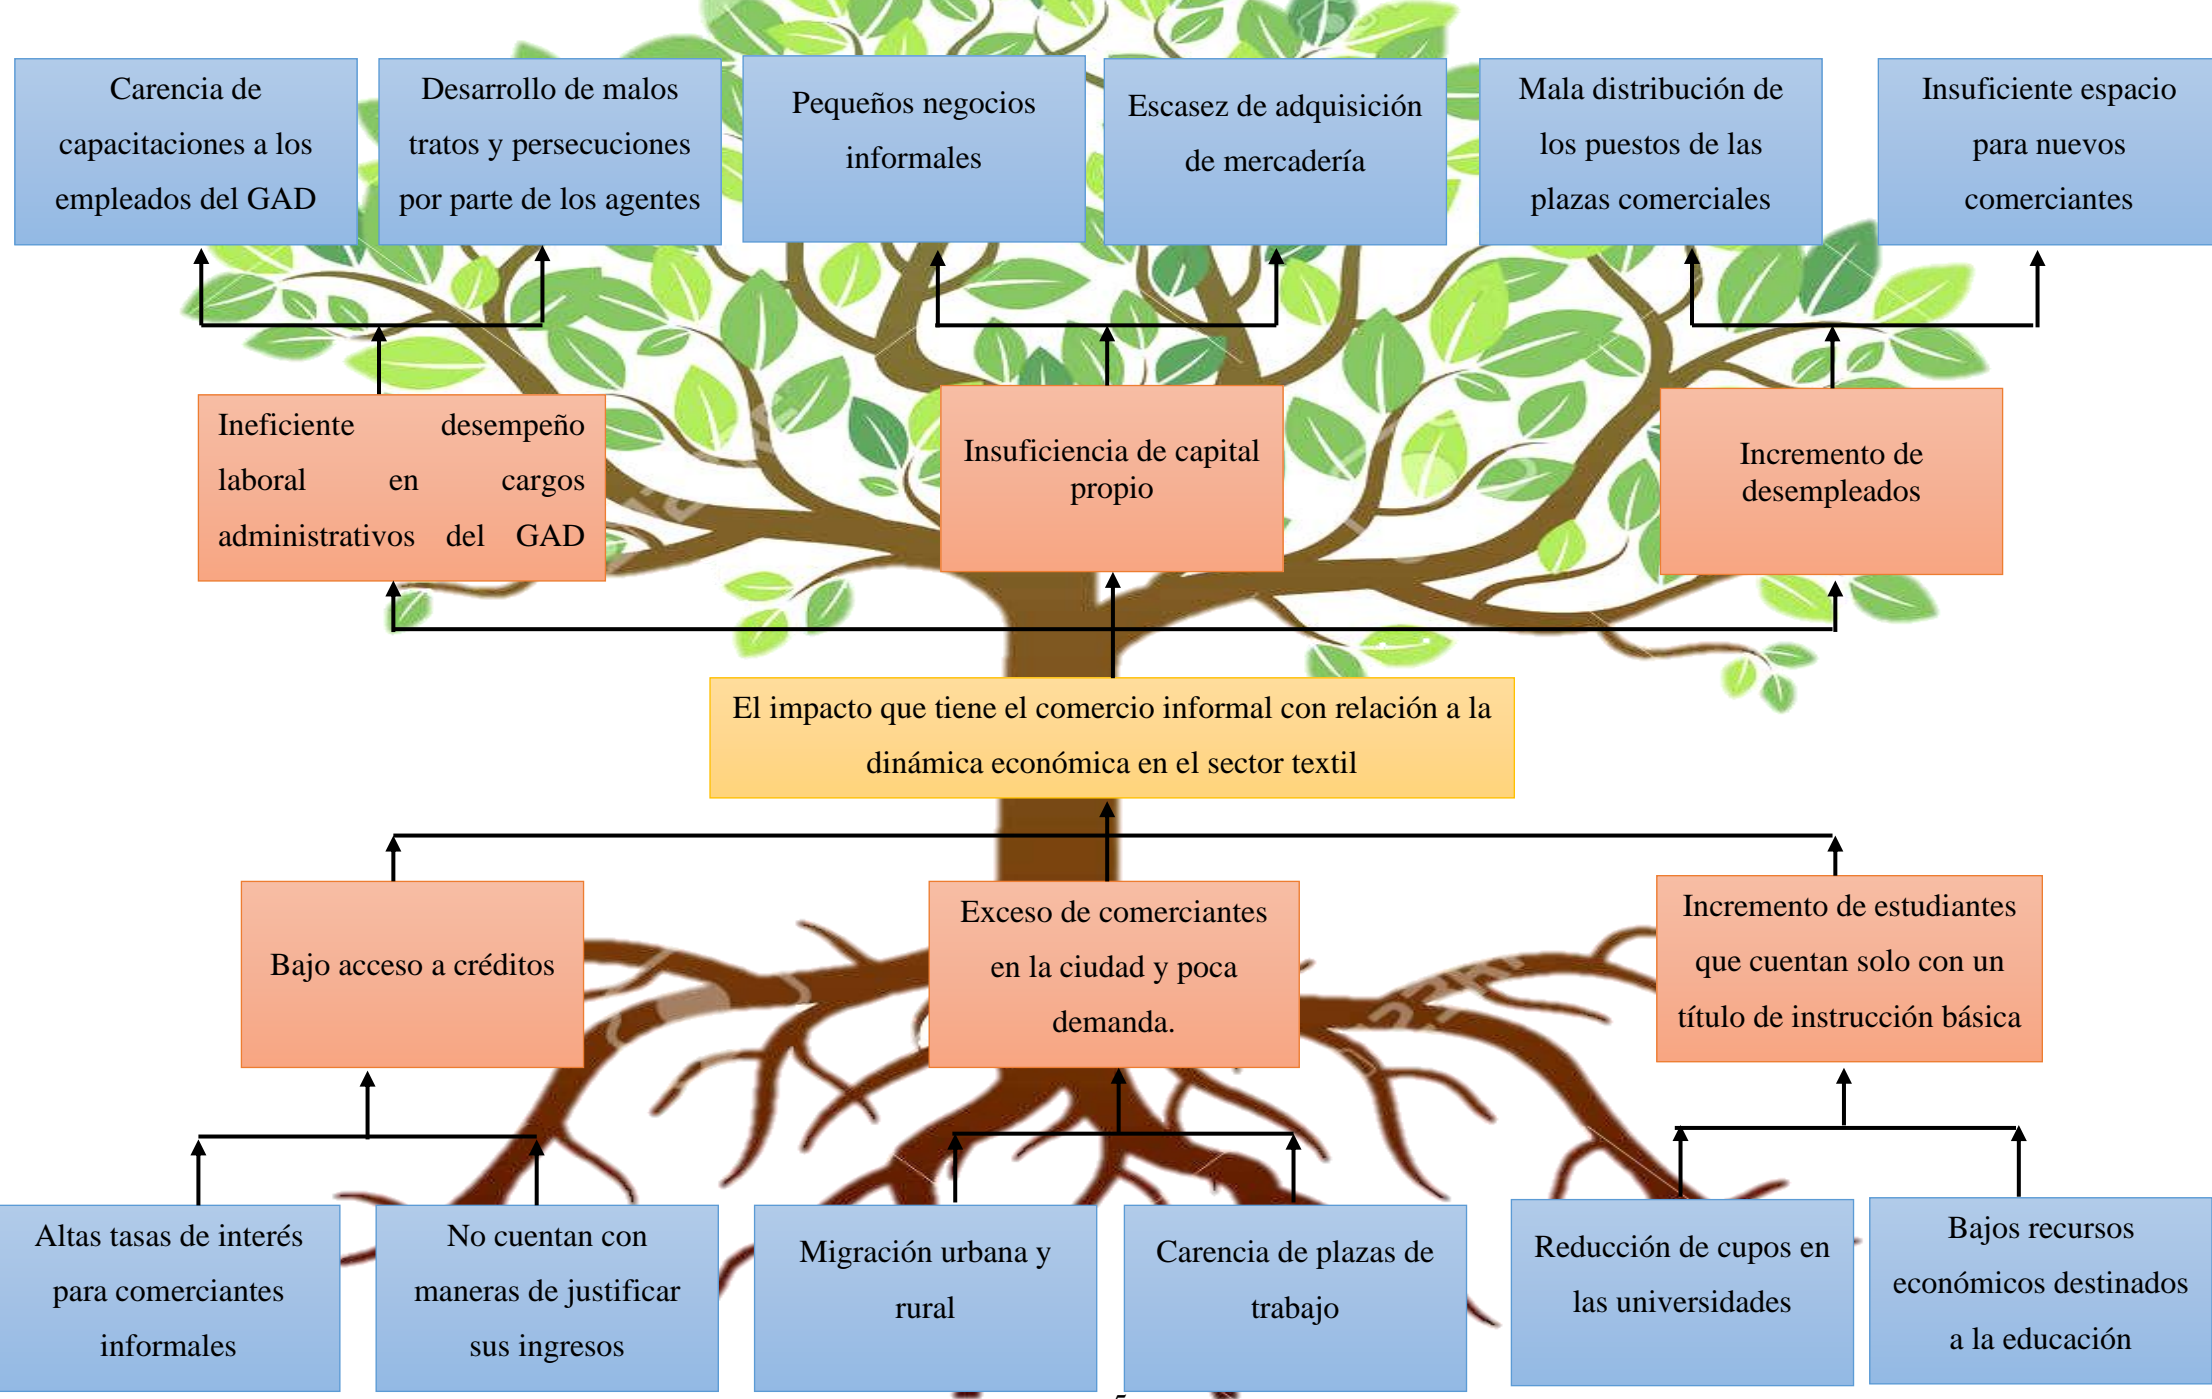 Carencia de
capacitaciones a los
empleados del GAD
Desarrollo de malos
tratos y persecuciones
por parte de los agentes
Pequeños negocios
informales
Escasez de adquisición
de mercadería
Mala distribución de
los puestos de las
plazas comerciales
Insuficiente espacio
para nuevos
comerciantes
Ineficiente desempeño
laboral en cargos
administrativos del GAD
Insuficiencia de capital
propio
Incremento de
desempleados
El impacto que tiene el comercio informal con relación a la
dinámica económica en el sector textil
Bajo acceso a créditos
Exceso de comerciantes
en la ciudad y poca
demanda.
Incremento de estudiantes
que cuentan solo con un
título de instrucción básica
Altas tasas de interés
para comerciantes
informales
No cuentan con
maneras de justificar
sus ingresos
Migración urbana y
rural
Carencia de plazas de
trabajo
Reducción de cupos en
las universidades
Bajos recursos
económicos destinados
a la educación